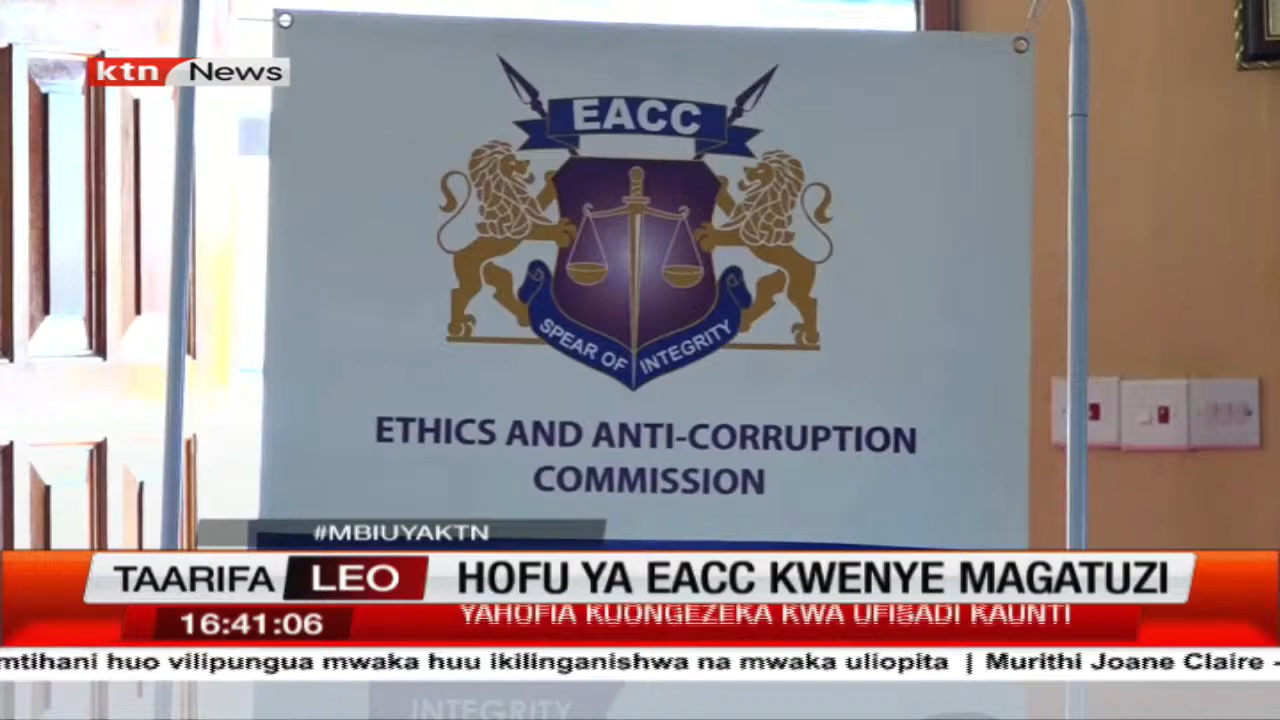 ktn News
EACC
SPEAR OF INTEGRITY
ETHICS AND ANTI-CORRUPTION
COMMISSION
#MBIUYAKTN
TAARIFA LEO
HOFU YA EACC KWENYE MAGATUZI
YAHOFIA KUONGEZEKA KWA UFISADI KAUNTI
16:41:06
mtihani huo vilipungua mwaka huu ikilinganishwa na mwaka uliopita | Murithi Joane Claire -
INTEGRITY